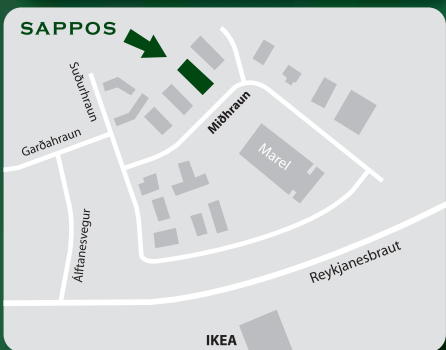 SAPPOS
Suðurhraun
Garðahraun
Miðhraun
Marel
Álftanesvegur
Reykjanesbraut
IKEA